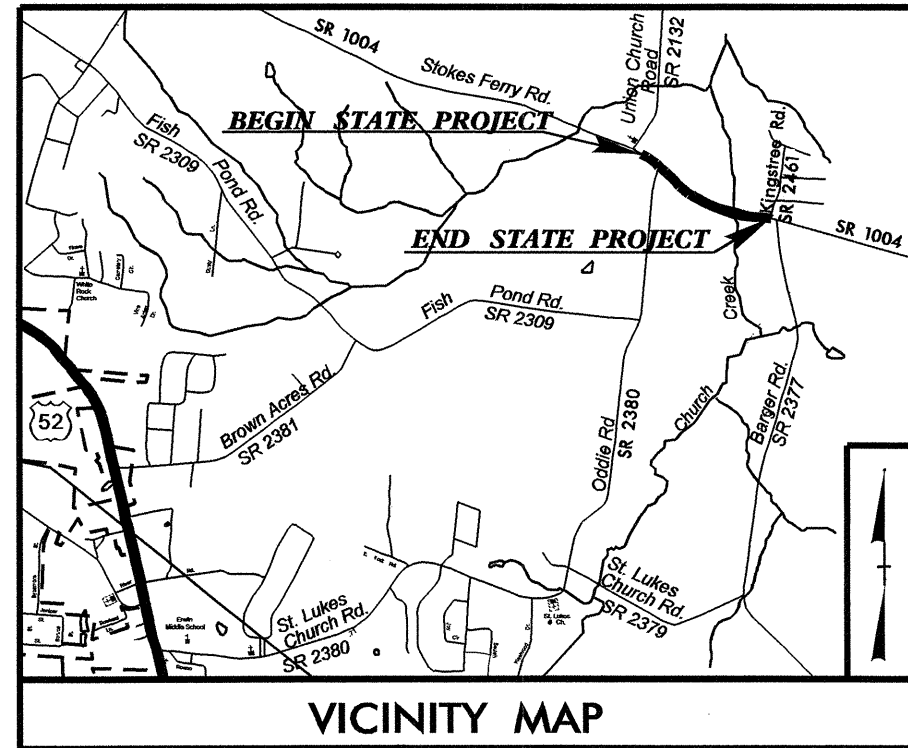 SR 1004
Stokes Ferry Rd.
Union Church
Road
SR 2132
BEGIN STATE PROJECT
Fish
Pond Rd.
SR 2309
Kingstree Rd.
SR 2461
SR 1004
END STATE PROJECT
White
Rock
Church
Fish
Pond Rd.
SR 2309
Creek
Church
52
Brown Acres Rd.
SR 2381
Oddie Rd
SR 2380
Barger Rd.
SR 2377
St. Lukes
Church Rd.
SR 2379
St. Lukes
Ch.
Erwin
Middle School
St. Lukes
Church Rd.
SR 2380
VICINITY MAP